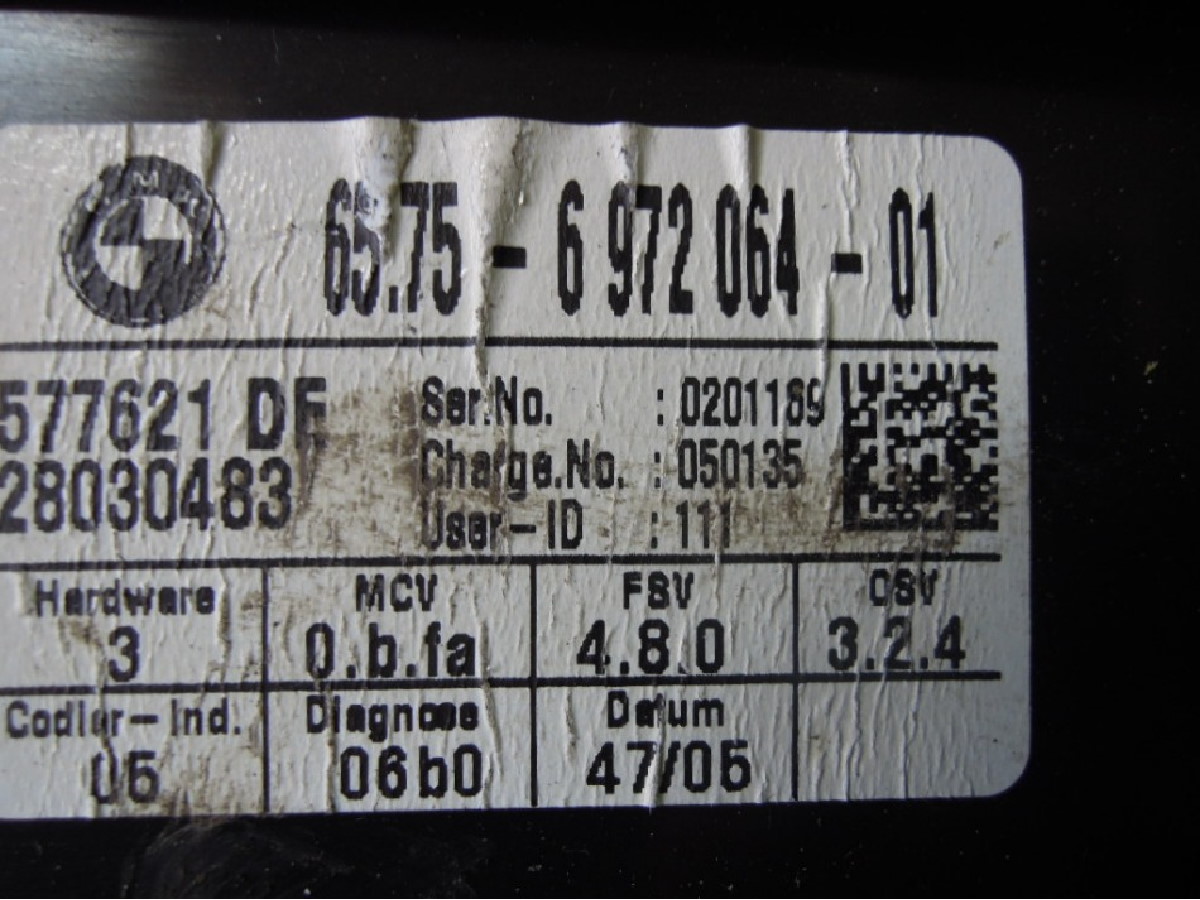 BMW
65.75 - 6 972 064 - 01
577621 DF
28030483
Ser.No. : 0201189
Charge.No. : 050135
User-ID : 111
Hardware MCV FSV OSV
3 0.b.fa 4.8.0 3.2.4
Codier-Ind. Diagnose Datum
05 06b0 47/05